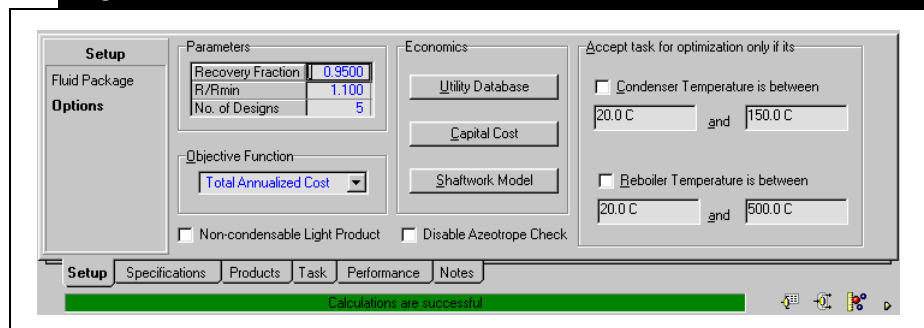 Setup
Fluid Package
Options
Parameters
Recovery Fraction 0.9500
R/Rmin 1.100
No. of Designs 5
Objective Function
Total Annualized Cost
Non-condensable Light Product
Economics
Utility Database
Capital Cost
Shaftwork Model
Disable Azeotrope Check
Accept task for optimization only if its
Condenser Temperature is between
20.0 C and 150.0 C
Reboiler Temperature is between
20.0 C and 500.0 C
Setup Specifications Products Task Performance Notes
Calculations are successful